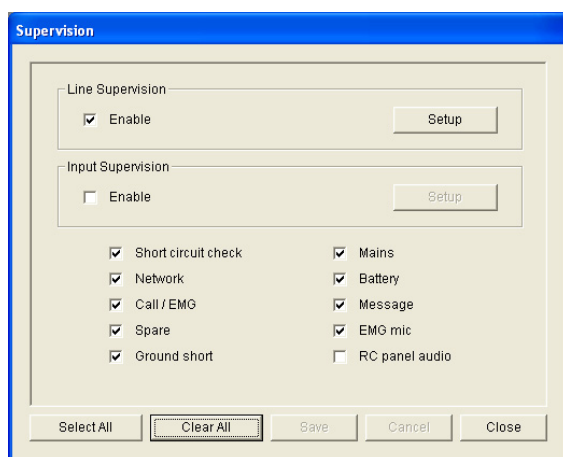 Supervision
Line Supervision
Enable Setup
Input Supervision
Enable Setup
Short circuit check Mains
Network Battery
Call / EMG Message
Spare EMG mic
Ground short RC panel audio
Select All Clear All Save Cancel Close